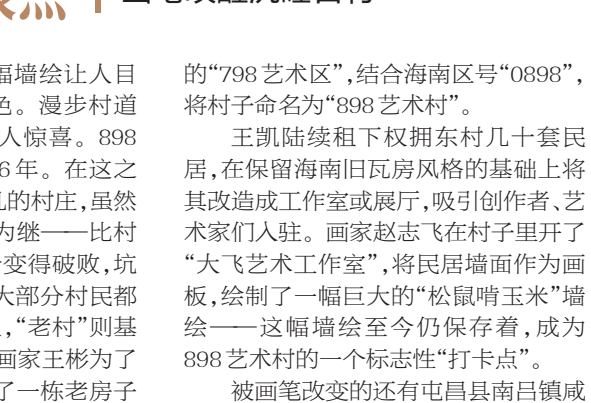 幅墙绘让人目
色。漫步村道
人惊喜。898
6年。在这之
的村庄,虽然
为继——比村
变得破败,坑
大部分村民都
,“老村”则基
画家王彬为了
了一栋老房子
的“798艺术区”,结合海南区号“0898”,
将村子命名为“898艺术村”。
王凯陆续租下权拥东村几十套民
居,在保留海南旧瓦房风格的基础上将
其改造成工作室或展厅,吸引创作者、艺
术家们入驻。画家赵志飞在村子里开了
“大飞艺术工作室”,将民居墙面作为画
板,绘制了一幅巨大的“松鼠啃玉米”墙
绘——这幅墙绘至今仍保存着,成为
898艺术村的一个标志性“打卡点”。
被画笔改变的还有屯昌县南吕镇咸